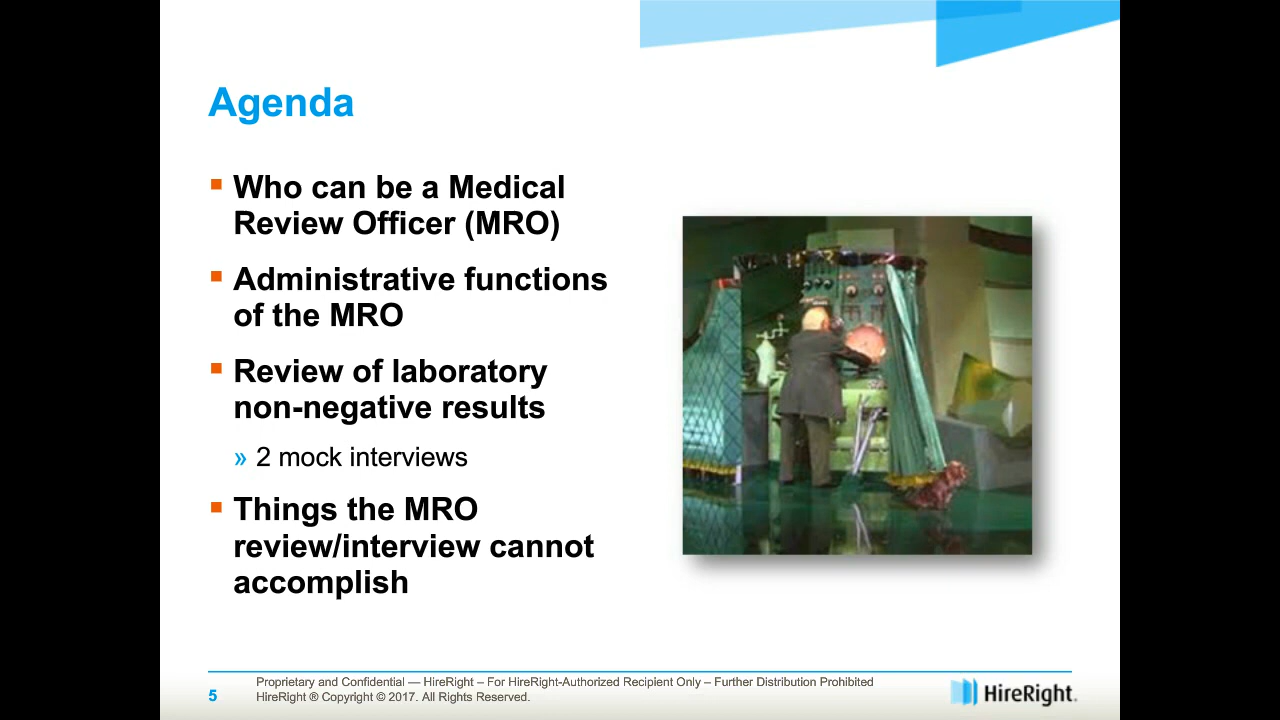 Agenda
▪ Who can be a Medical
Review Officer (MRO)
▪ Administrative functions
of the MRO
▪ Review of laboratory
non-negative results
» 2 mock interviews
▪ Things the MRO
review/interview cannot
accomplish
5
Proprietary and Confidential — HireRight – For HireRight-Authorized Recipient Only – Further Distribution Prohibited
HireRight ® Copyright © 2017. All Rights Reserved.
HireRight.